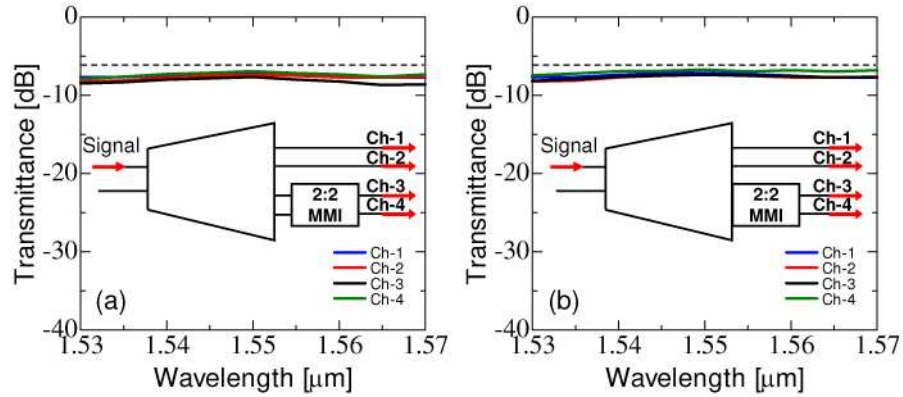 0
-10
-20
-30
-40
Transmittance [dB]
Signal
2:2
MMI
Ch-1
Ch-2
Ch-3
Ch-4
Ch-1
Ch-2
Ch-3
Ch-4
(a)
1.53 1.54 1.55 1.56 1.57
Wavelength [μm]
0
-10
-20
-30
-40
Transmittance [dB]
Signal
2:2
MMI
Ch-1
Ch-2
Ch-3
Ch-4
Ch-1
Ch-2
Ch-3
Ch-4
(b)
1.53 1.54 1.55 1.56 1.57
Wavelength [μm]